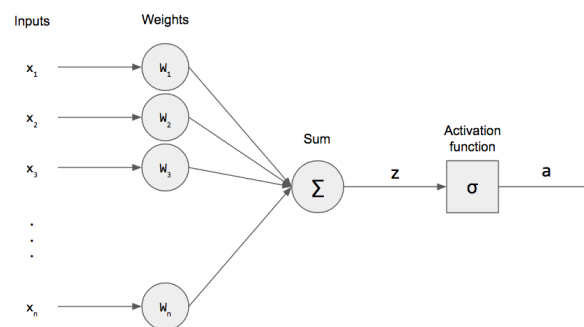 Inputs
Weights
x1
W1
x2
W2
x3
W3
Sum
Σ
z
Activation
function
σ
a
.
.
.
xn
Wn